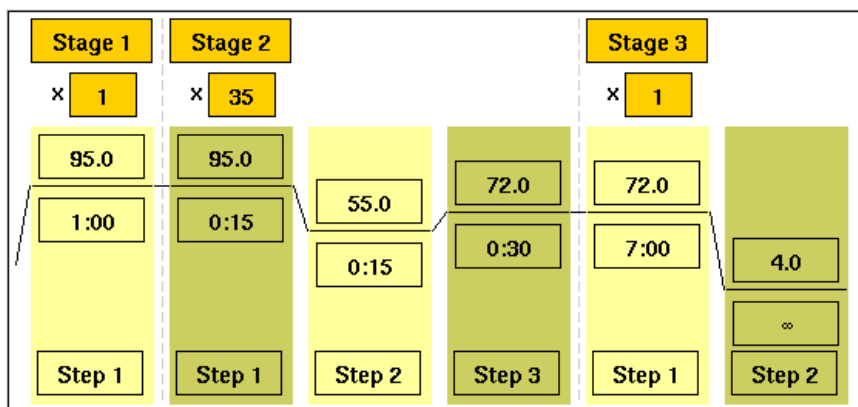 Stage 1 Stage 2 Stage 3
x 1 x 35 x 1
95.0 95.0 55.0 72.0 72.0 4.0
1:00 0:15 0:15 0:30 7:00 ∞
Step 1 Step 1 Step 2 Step 3 Step 1 Step 2